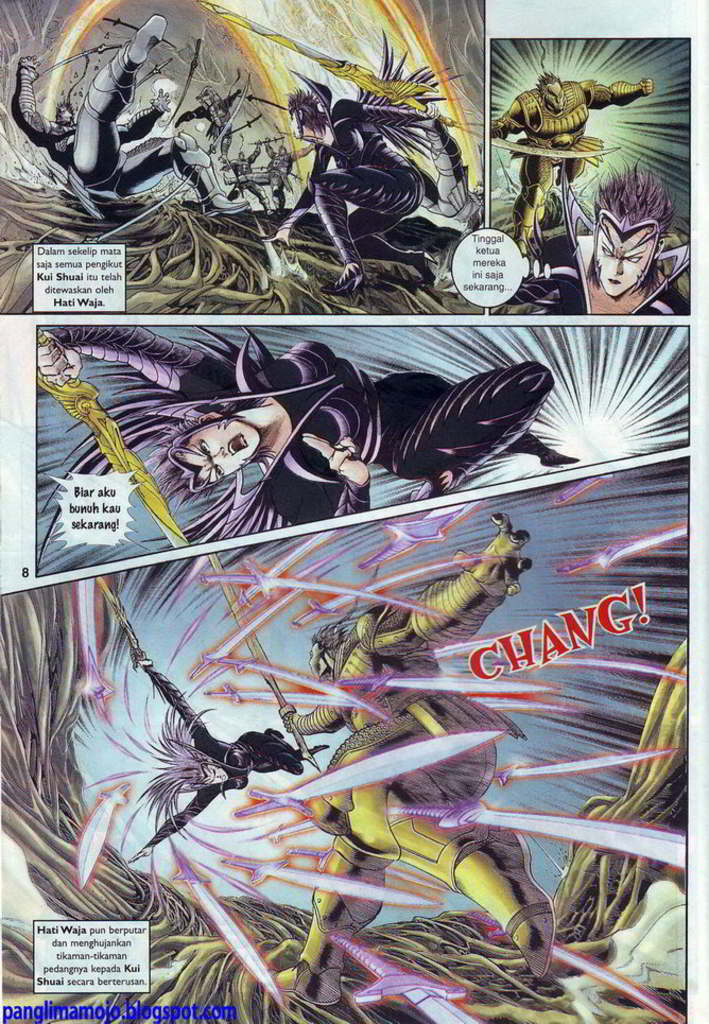 Dalam sekelip mata
saja semua pengikut
Kui Shuai itu telah
ditewaskan oleh
Hati Waja.
Tinggal
ketua
mereka
ini saja
sekarang...
Biar aku
bunuh kau
sekarang!
8
CHANG!
Hati Waja pun berputar
dan menghujankan
tikaman-tikaman
pedangnya kepada Kui
Shuai secara berterusan.
panglimamojo.blogspot.com